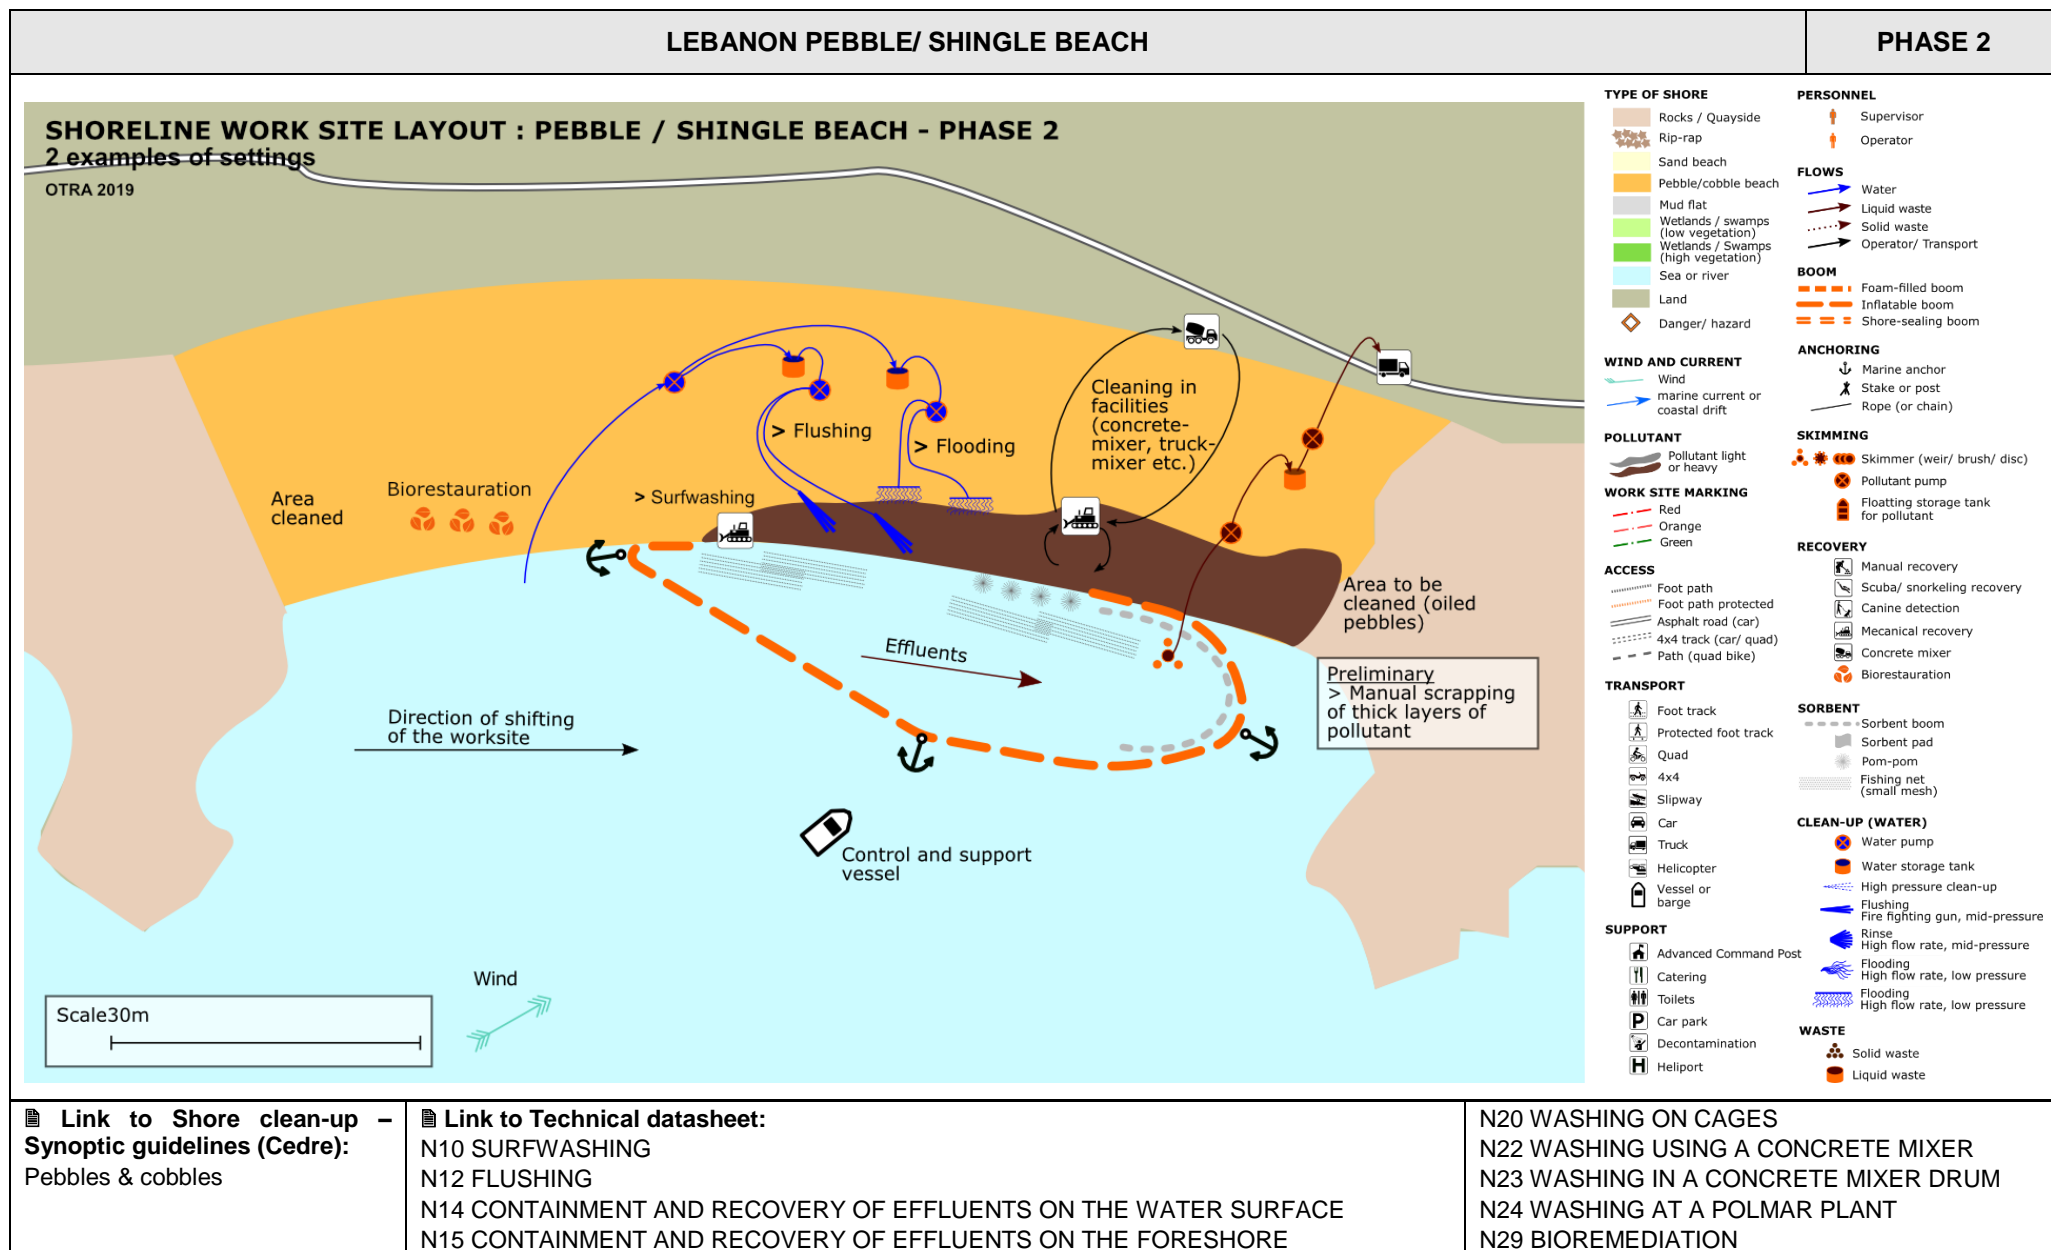 LEBANON PEBBLE/ SHINGLE BEACH
PHASE 2
SHORELINE WORK SITE LAYOUT : PEBBLE / SHINGLE BEACH - PHASE 2
2 examples of settings
OTRA 2019
Area
cleaned
Biorestauration
> Surfwashing
> Flushing
> Flooding
Cleaning in
facilities
(concrete-
mixer, truck-
mixer etc.)
Area to be
cleaned (oiled
pebbles)
Effluents
Preliminary
> Manual scrapping
of thick layers of
pollutant
Direction of shifting
of the worksite
Control and support
vessel
Wind
Scale30m
TYPE OF SHORE
Rocks / Quayside
Rip-rap
Sand beach
Pebble/cobble beach
Mud flat
Wetlands / swamps
(low vegetation)
Wetlands / Swamps
(high vegetation)
Sea or river
Land
Danger/ hazard
WIND AND CURRENT
Wind
marine current or
coastal drift
POLLUTANT
Pollutant light
or heavy
WORK SITE MARKING
Red
Orange
Green
ACCESS
Foot path
Foot path protected
Asphalt road (car)
4x4 track (car/ quad)
Path (quad bike)
TRANSPORT
Foot track
Protected foot track
Quad
4x4
Slipway
Car
Truck
Helicopter
Vessel or
barge
SUPPORT
Advanced Command Post
Catering
Toilets
P Car park
Decontamination
H Heliport
PERSONNEL
Supervisor
Operator
FLOWS
Water
Liquid waste
Solid waste
Operator/ Transport
BOOM
Foam-filled boom
Inflatable boom
Shore-sealing boom
ANCHORING
Marine anchor
Stake or post
Rope (or chain)
SKIMMING
Skimmer (weir/ brush/ disc)
Pollutant pump
Floatting storage tank
for pollutant
RECOVERY
Manual recovery
Scuba/ snorkeling recovery
Canine detection
Mecanical recovery
Concrete mixer
Biorestauration
SORBENT
Sorbent boom
Sorbent pad
Pom-pom
Fishing net
(small mesh)
CLEAN-UP (WATER)
Water pump
Water storage tank
High pressure clean-up
Flushing
Fire fighting gun, mid-pressure
Rinse
High flow rate, mid-pressure
Flooding
High flow rate, low pressure
Flooding
High flow rate, low pressure
WASTE
Solid waste
Liquid waste
Link to Shore clean-up –
Synoptic guidelines (Cedre):
Pebbles & cobbles
Link to Technical datasheet:
N10 SURFWASHING
N12 FLUSHING
N14 CONTAINMENT AND RECOVERY OF EFFLUENTS ON THE WATER SURFACE
N15 CONTAINMENT AND RECOVERY OF EFFLUENTS ON THE FORESHORE
N20 WASHING ON CAGES
N22 WASHING USING A CONCRETE MIXER
N23 WASHING IN A CONCRETE MIXER DRUM
N24 WASHING AT A POLMAR PLANT
N29 BIOREMEDIATION